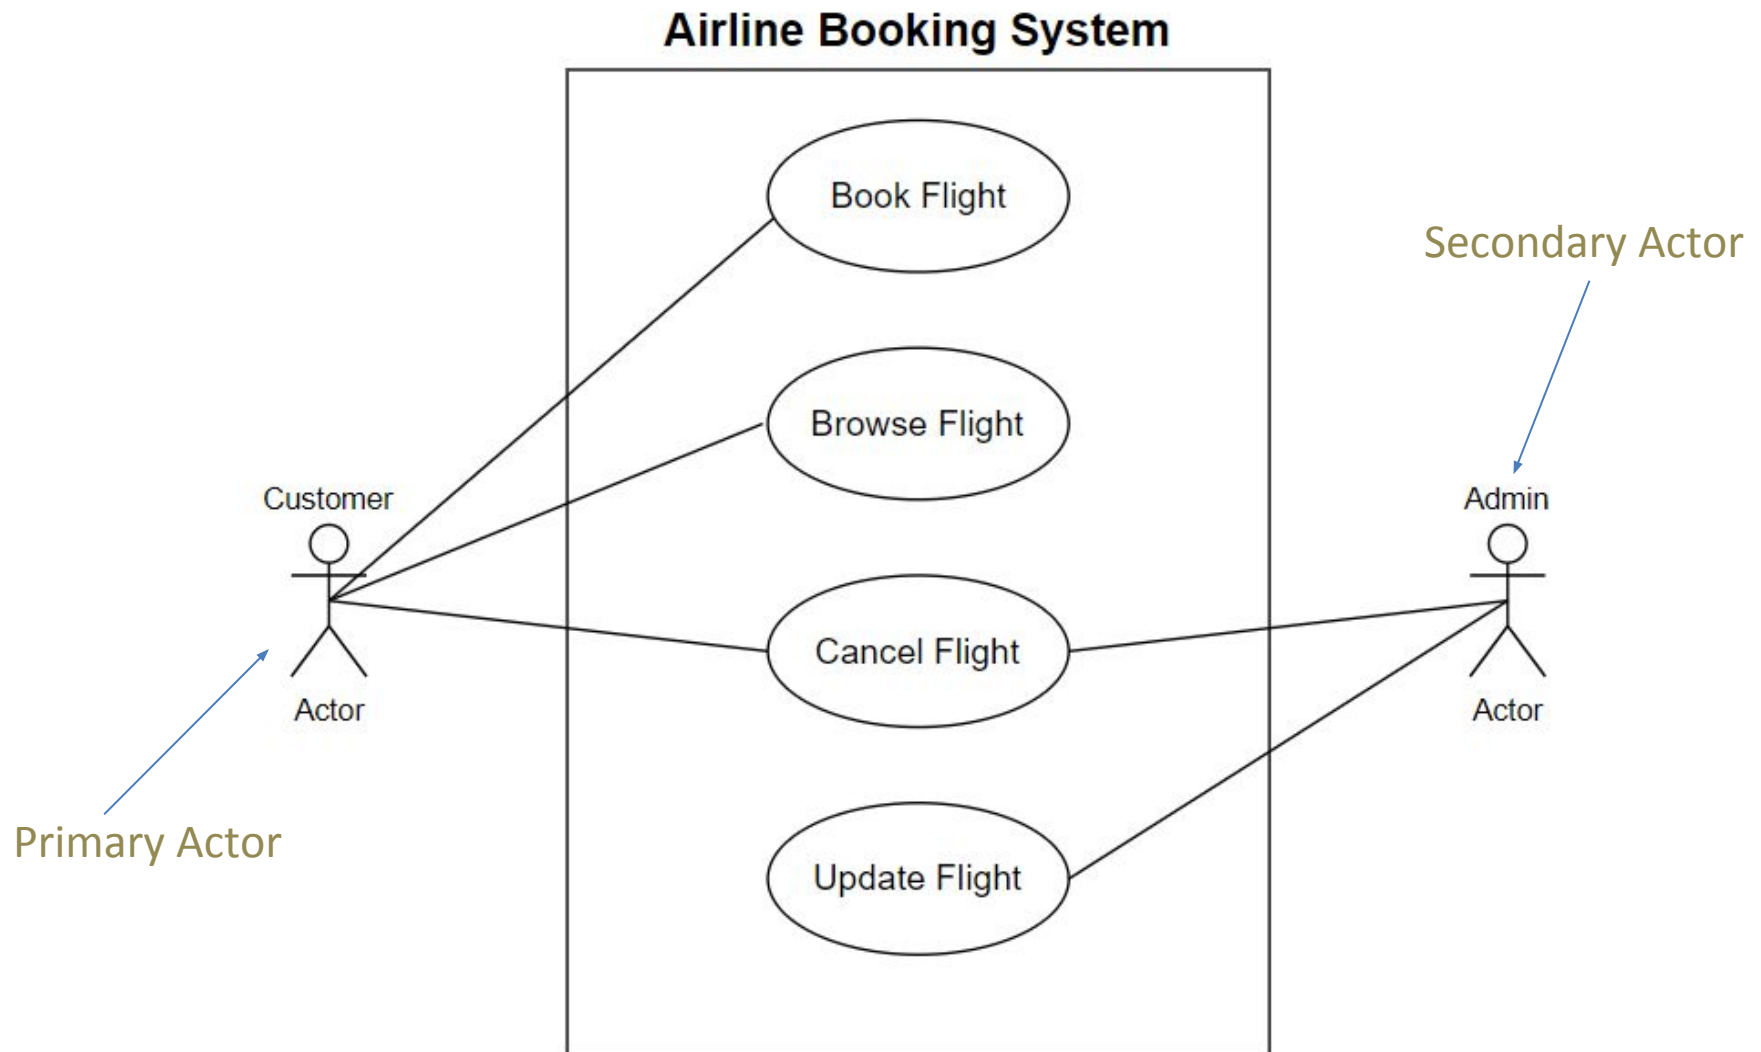 Airline Booking System
Book Flight
Secondary Actor
Browse Flight
Customer
Admin
Cancel Flight
Actor
Actor
Primary Actor
Update Flight